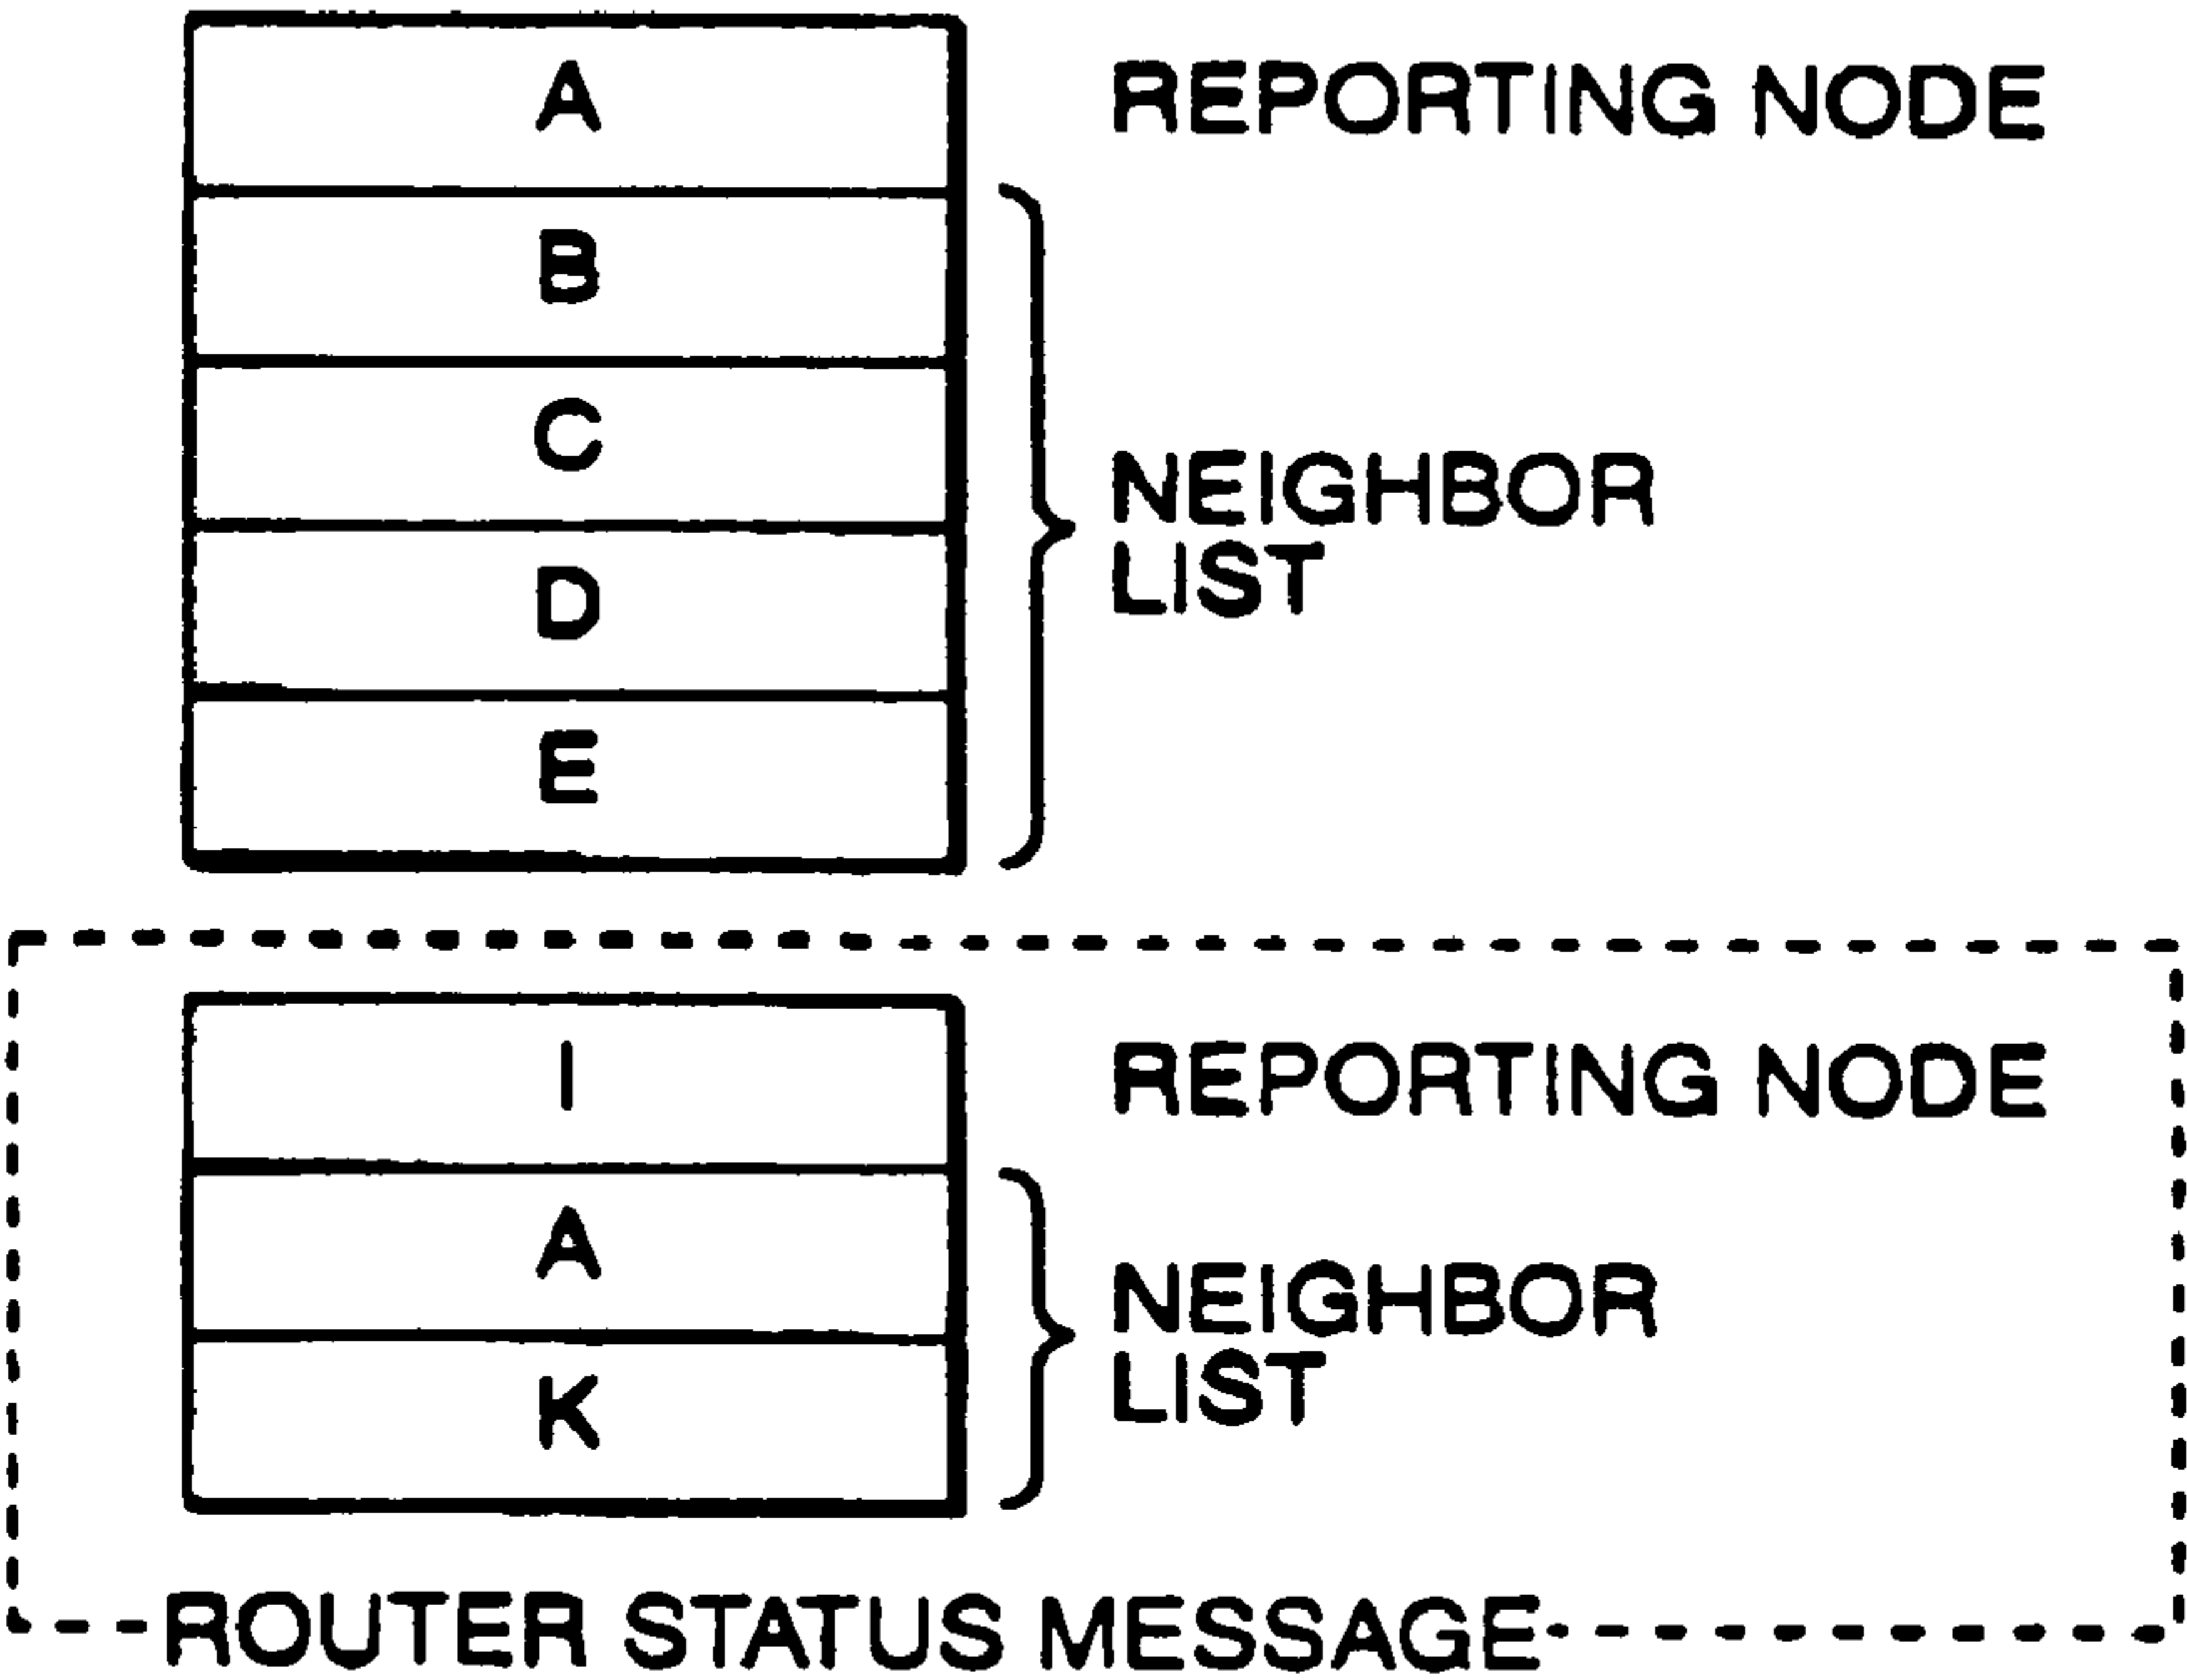 A REPORTING NODE
B
C
NEIGHBOR
LIST
D
E
I REPORTING NODE
A
NEIGHBOR
LIST
K
ROUTER STATUS MESSAGE